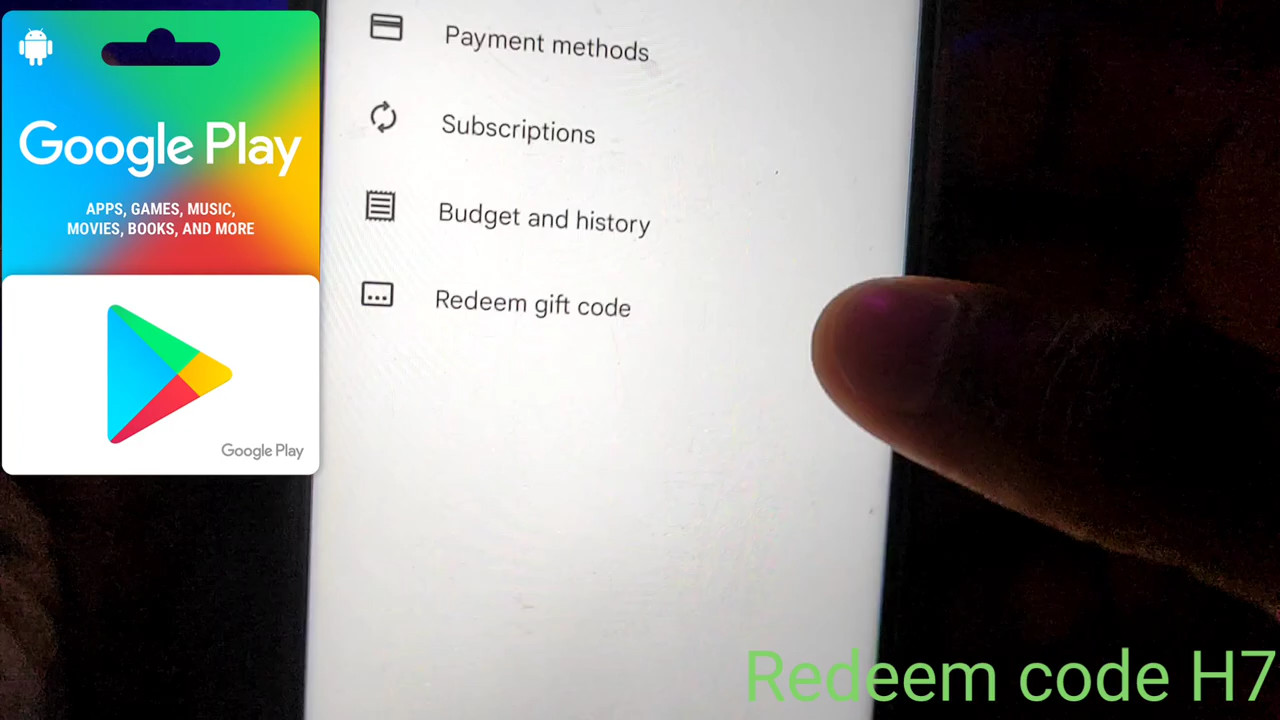 Google Play
APPS, GAMES, MUSIC,
MOVIES, BOOKS, AND MORE
Google Play
Payment methods
Subscriptions
Budget and history
Redeem gift code
Redeem code H7